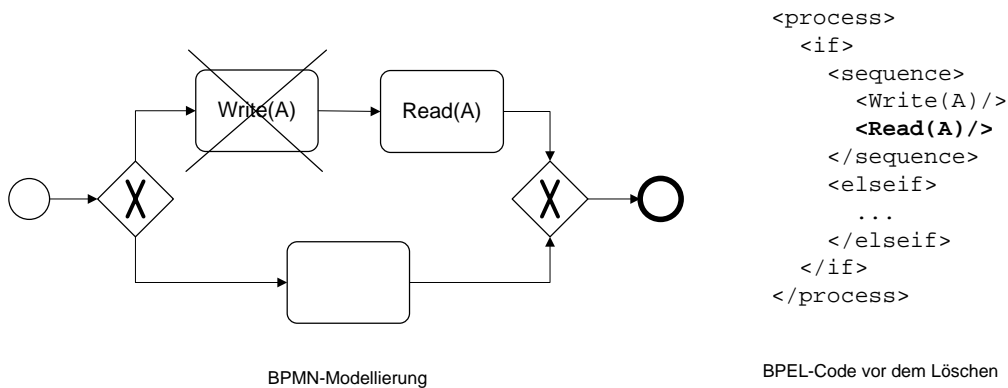 Write(A)
Read(A)
BPMN-Modellierung
<process>
<if>
<sequence>
<Write(A)/>
<Read(A)/>
</sequence>
<elseif>
...
</elseif>
</if>
</process>
BPEL-Code vor dem Löschen